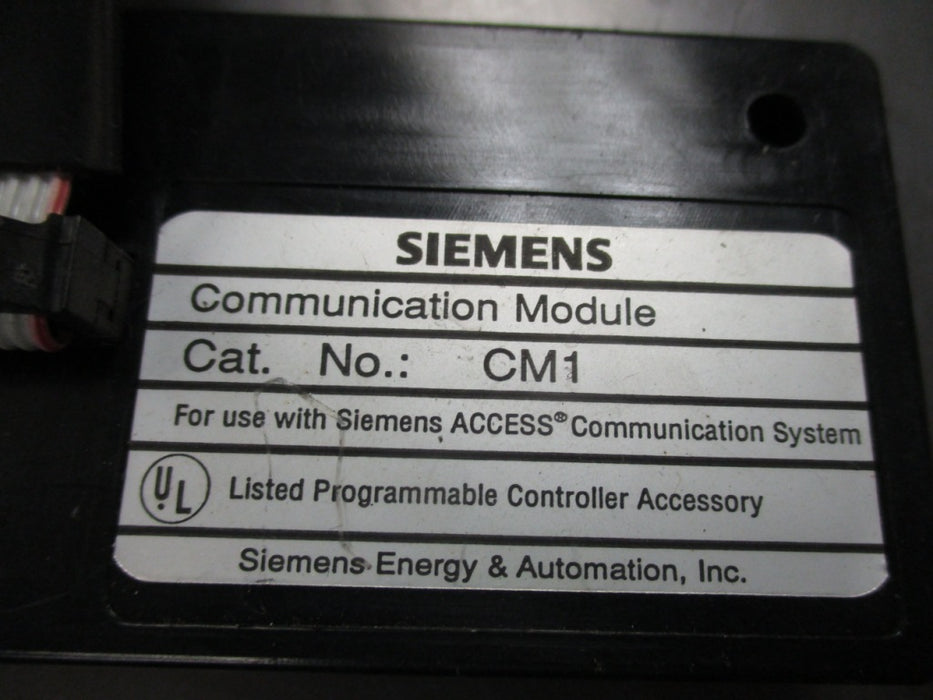 SIEMENS
Communication Module
Cat. No.: CM1
For use with Siemens ACCESS® Communication System
UL Listed Programmable Controller Accessory
Siemens Energy & Automation, Inc.